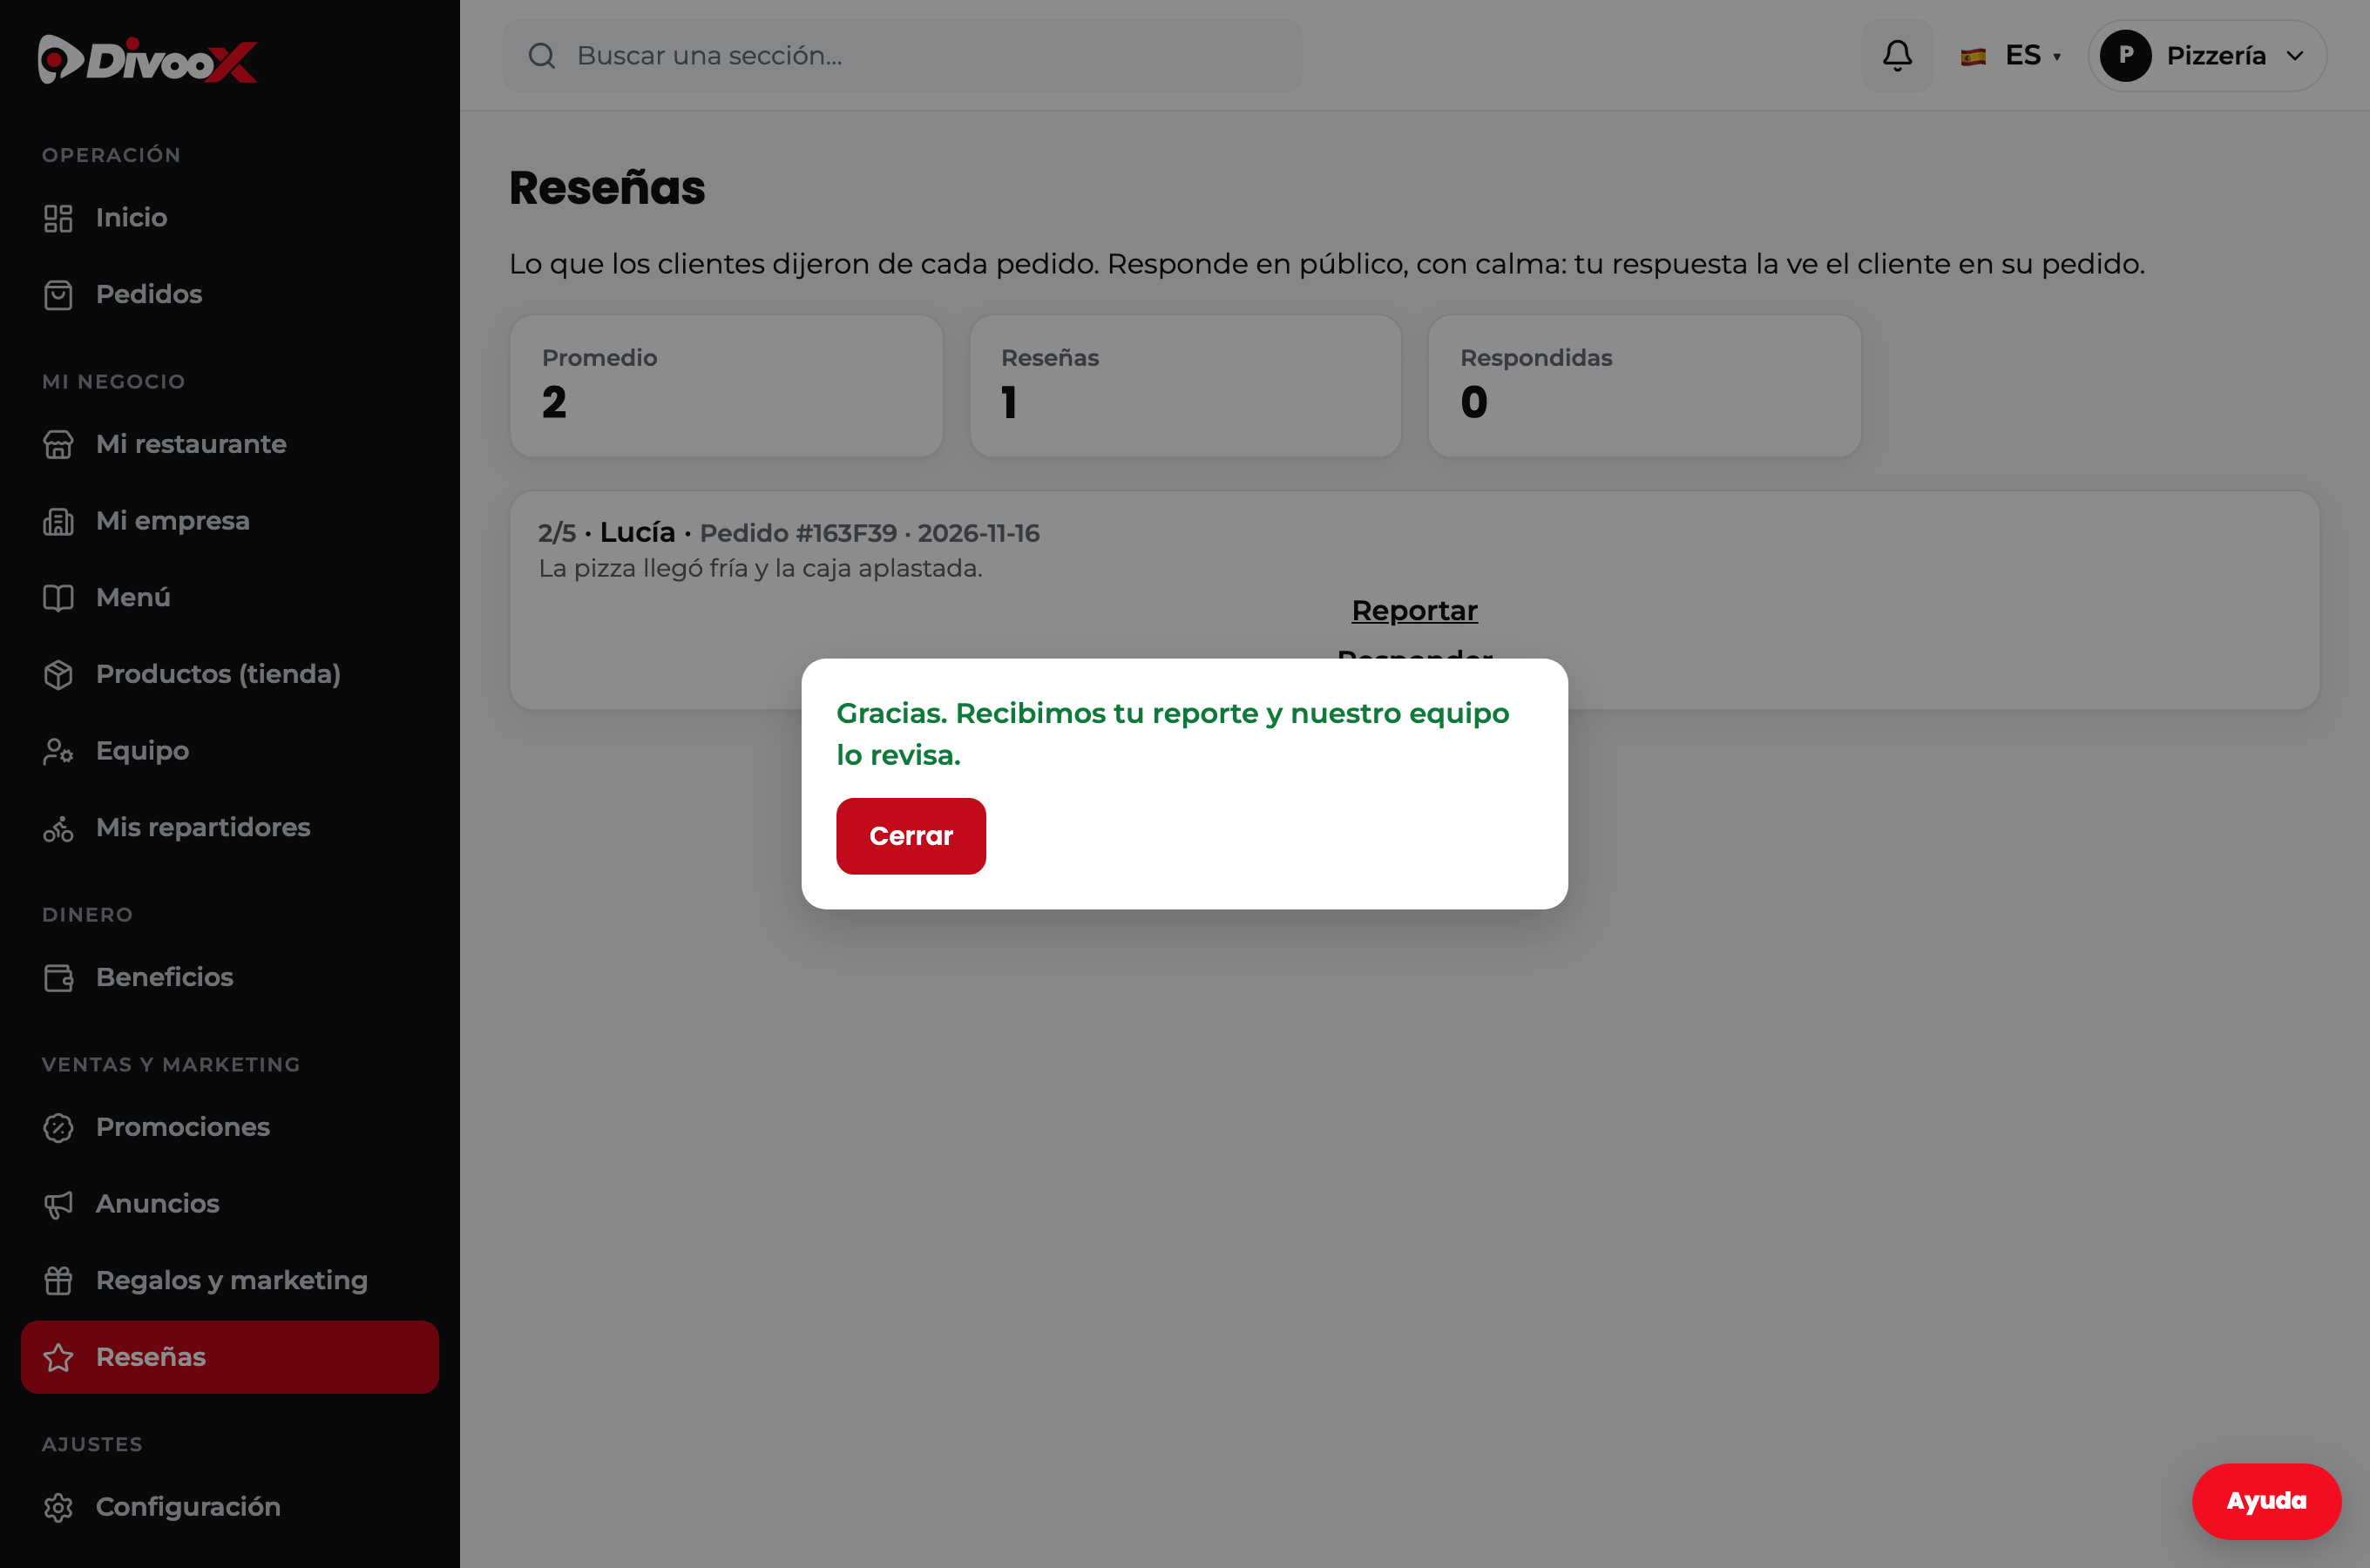 DivooX
OPERACIÓN
Inicio
Pedidos
MI NEGOCIO
Mi restaurante
Mi empresa
Menú
Productos (tienda)
Equipo
Mis repartidores
DINERO
Beneficios
VENTAS Y MARKETING
Promociones
Anuncios
Regalos y marketing
Reseñas
AJUSTES
Configuración
Buscar una sección...
ES
P
Pizzería
Reseñas
Lo que los clientes dijeron de cada pedido. Responde en público, con calma: tu respuesta la ve el cliente en su pedido.
Promedio
2
Reseñas
1
Respondidas
0
2/5 · Lucía · Pedido #163F39 · 2026-11-16
La pizza llegó fría y la caja aplastada.
Reportar
Responder
Gracias. Recibimos tu reporte y nuestro equipo
lo revisa.
Cerrar
Ayuda